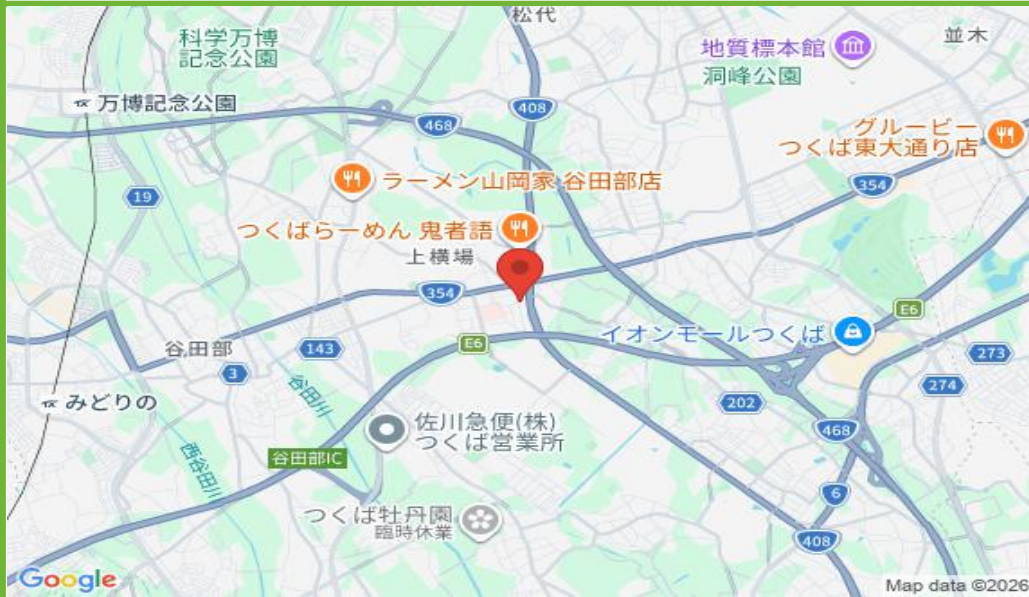 松代
科学万博
記念公園
地質標本館
洞峰公園
並木
万博記念公園
408
468
グルービー
つくば東大通り店
ラーメン山岡家 谷田部店
354
19
つくばらーめん 鬼者語
上横場
354
E6
イオンモールつくば
E6
谷田部
143
3
273
274
谷田川
みどりの
202
佐川急便(株)
つくば営業所
468
谷田部IC
西谷田川
6
つくば牡丹園
臨時休業
408
Google
Map data ©2026